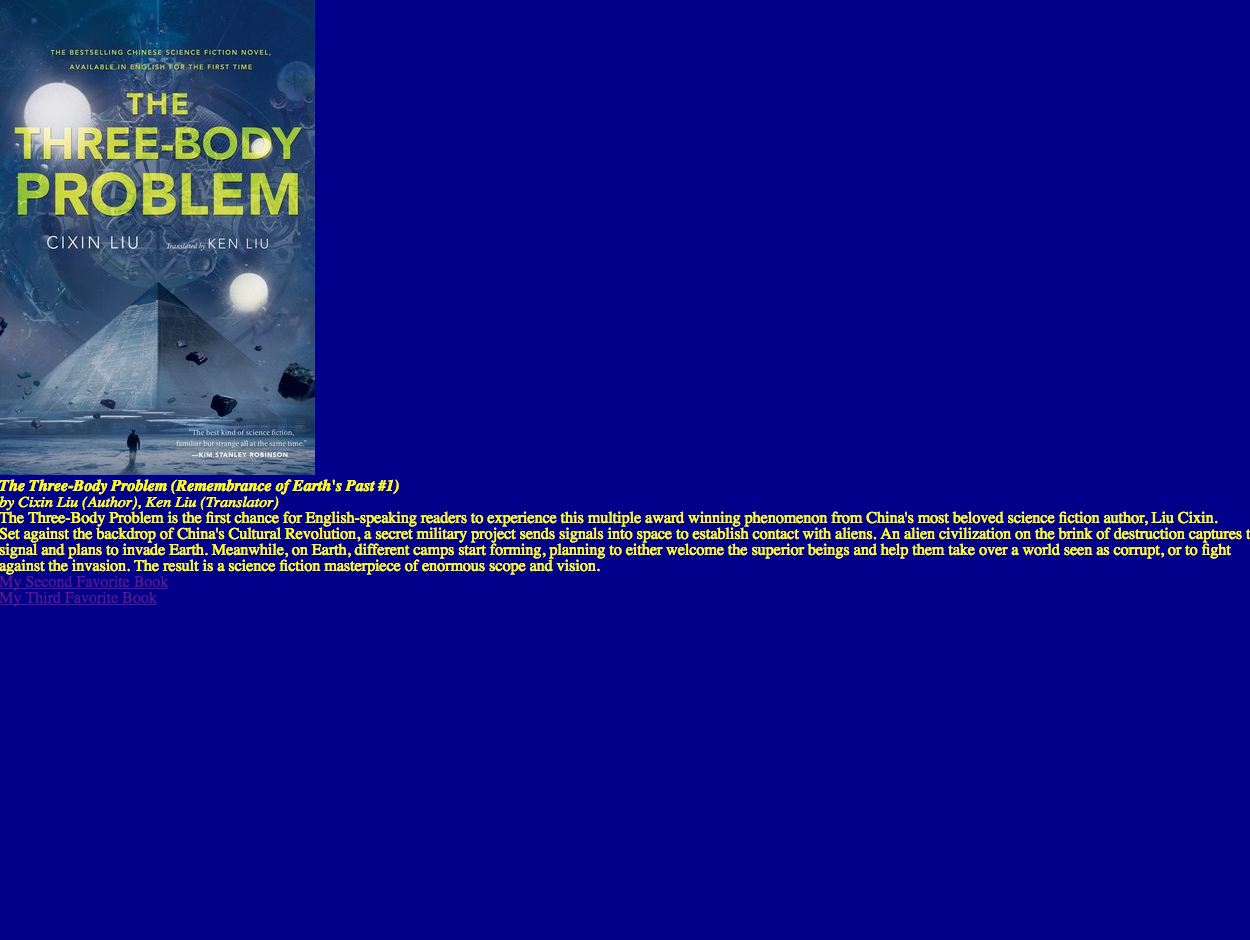 THE BESTSELLING CHINESE SCIENCE FICTION NOVEL,
AVAILABLE IN ENGLISH FOR THE FIRST TIME
THE
THREE-BODY
PROBLEM
CIXIN LIU Translated by KEN LIU
"The best kind of science fiction,
familiar but strange all at the same time."
—KIM STANLEY ROBINSON
The Three-Body Problem (Remembrance of Earth's Past #1)
by Cixin Liu (Author), Ken Liu (Translator)
The Three-Body Problem is the first chance for English-speaking readers to experience this multiple award winning phenomenon from China's most beloved science fiction author, Liu Cixin.
Set against the backdrop of China's Cultural Revolution, a secret military project sends signals into space to establish contact with aliens. An alien civilization on the brink of destruction captures t
signal and plans to invade Earth. Meanwhile, on Earth, different camps start forming, planning to either welcome the superior beings and help them take over a world seen as corrupt, or to fight
against the invasion. The result is a science fiction masterpiece of enormous scope and vision.
My Second Favorite Book
My Third Favorite Book